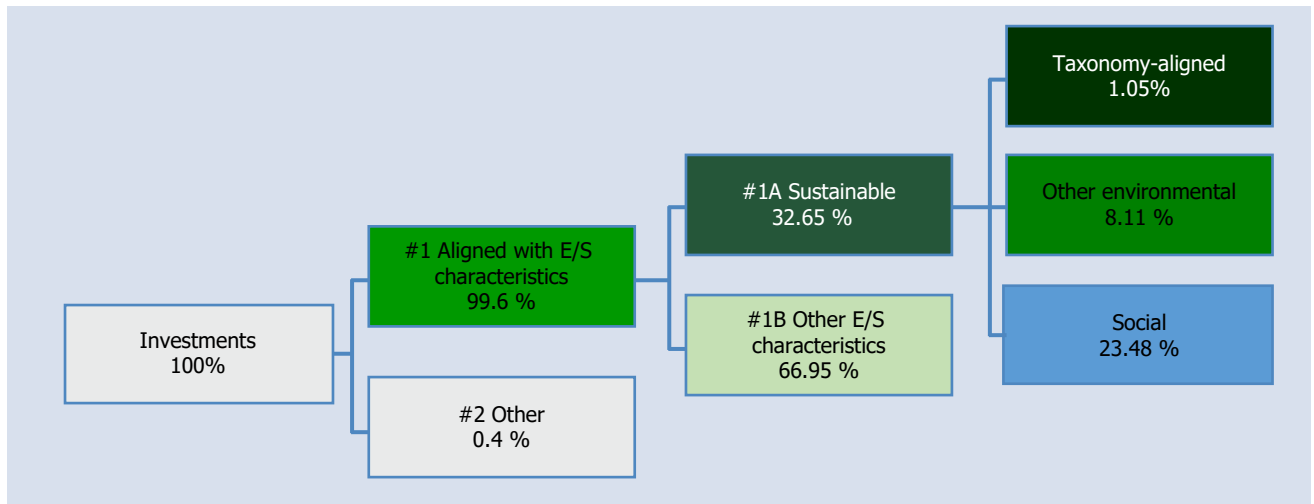 Investments
100%
#1 Aligned with E/S
characteristics
99.6 %
#2 Other
0.4 %
#1A Sustainable
32.65 %
#1B Other E/S
characteristics
66.95 %
Taxonomy-aligned
1.05%
Other environmental
8.11 %
Social
23.48 %